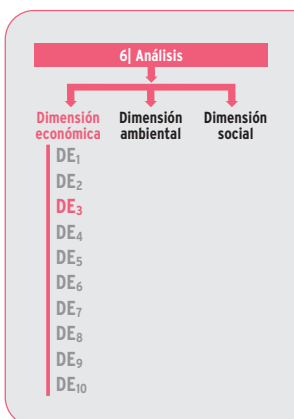 6| Análisis
Dimensión económica
Dimensión ambiental
Dimensión social
DE1
DE2
DE3
DE4
DE5
DE6
DE7
DE8
DE9
DE10